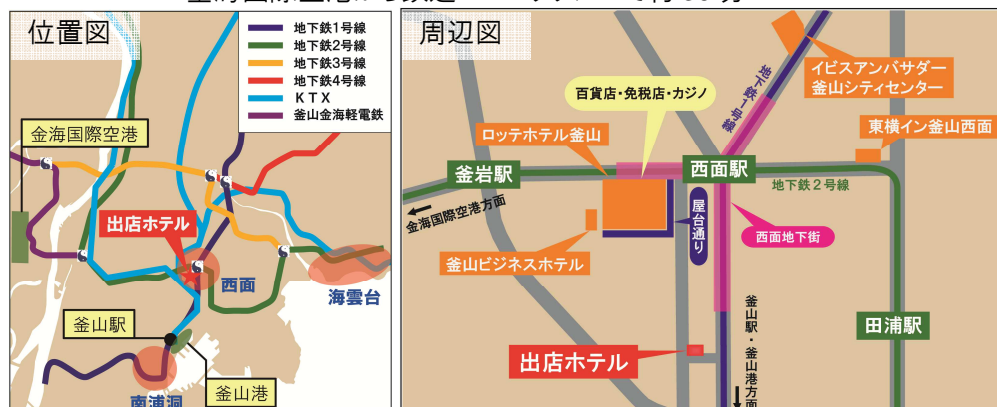 位置図
地下鉄1号線
地下鉄2号線
地下鉄3号線
地下鉄4号線
KTX
釜山金海軽電鉄
金海国際空港
出店ホテル
西面
海雲台
釜山駅
釜山港
南浦洞
周辺図
イビスアンバサダー
釜山シティセンター
地下鉄1号線
百貨店・免税店・カジノ
東横イン釜山西面
ロッテホテル釜山
釜岩駅
西面駅
地下鉄2号線
金海国際空港方面
屋台通り
西面地下街
釜山ビジネスホテル
釜山駅・釜山港方面
田浦駅
出店ホテル